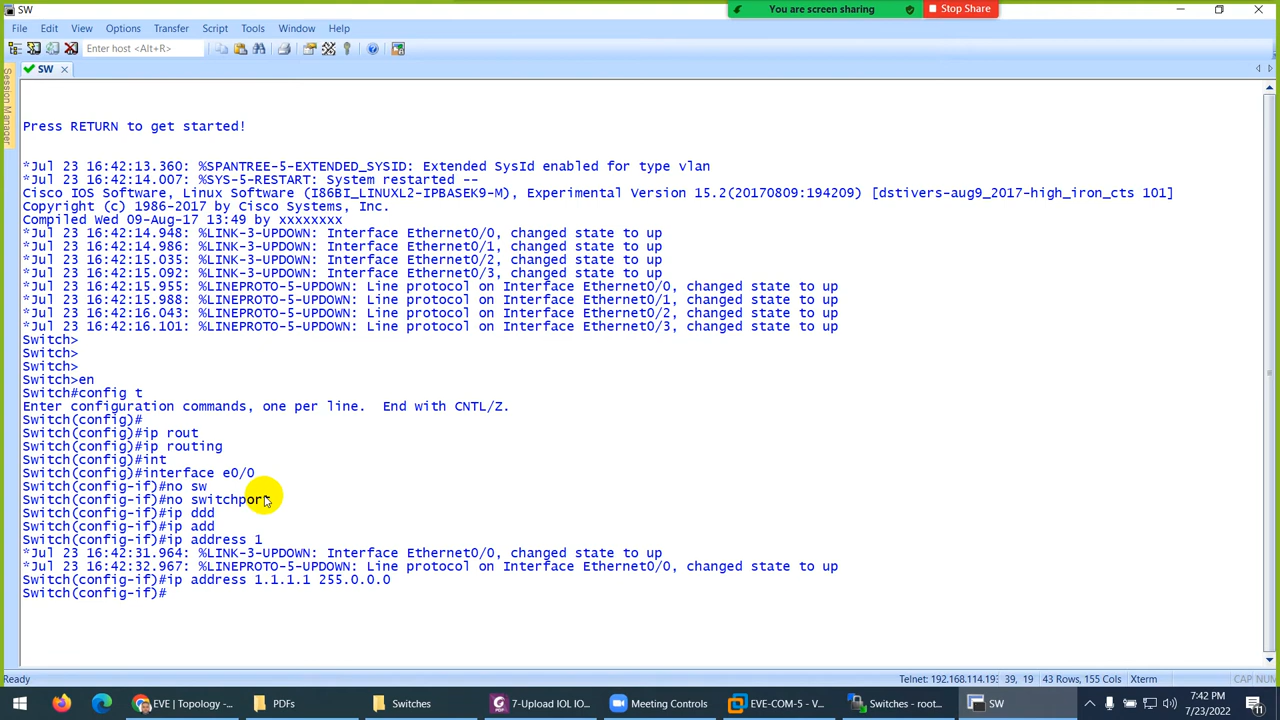 SW
You are screen sharing
Stop Share
File Edit View Options Transfer Script Tools Window Help
Enter host <Alt+R>
SW
Session Manager
Press RETURN to get started!
*Jul 23 16:42:13.360: %SPANTREE-5-EXTENDED_SYSID: Extended SysId enabled for type vlan
*Jul 23 16:42:14.007: %SYS-5-RESTART: System restarted --
Cisco IOS Software, Linux Software (I86BI_LINUXL2-IPBASEK9-M), Experimental Version 15.2(20170809:194209) [dstivers-aug9_2017-high_iron_cts 101]
Copyright (c) 1986-2017 by Cisco Systems, Inc.
Compiled Wed 09-Aug-17 13:49 by xxxxxxxx
*Jul 23 16:42:14.948: %LINK-3-UPDOWN: Interface Ethernet0/0, changed state to up
*Jul 23 16:42:14.986: %LINK-3-UPDOWN: Interface Ethernet0/1, changed state to up
*Jul 23 16:42:15.035: %LINK-3-UPDOWN: Interface Ethernet0/2, changed state to up
*Jul 23 16:42:15.092: %LINK-3-UPDOWN: Interface Ethernet0/3, changed state to up
*Jul 23 16:42:15.955: %LINEPROTO-5-UPDOWN: Line protocol on Interface Ethernet0/0, changed state to up
*Jul 23 16:42:15.988: %LINEPROTO-5-UPDOWN: Line protocol on Interface Ethernet0/1, changed state to up
*Jul 23 16:42:16.043: %LINEPROTO-5-UPDOWN: Line protocol on Interface Ethernet0/2, changed state to up
*Jul 23 16:42:16.101: %LINEPROTO-5-UPDOWN: Line protocol on Interface Ethernet0/3, changed state to up
Switch>
Switch>
Switch>
Switch>en
Switch#config t
Enter configuration commands, one per line.  End with CNTL/Z.
Switch(config)#
Switch(config)#ip rout
Switch(config)#ip routing
Switch(config)#int
Switch(config)#interface e0/0
Switch(config-if)#no sw
Switch(config-if)#no switchport
Switch(config-if)#ip ddd
Switch(config-if)#ip add
Switch(config-if)#ip address 1
*Jul 23 16:42:31.964: %LINK-3-UPDOWN: Interface Ethernet0/0, changed state to up
*Jul 23 16:42:32.967: %LINEPROTO-5-UPDOWN: Line protocol on Interface Ethernet0/0, changed state to up
Switch(config-if)#ip address 1.1.1.1 255.0.0.0
Switch(config-if)#
Ready Telnet: 192.168.114.19: 39, 19 43 Rows, 155 Cols Xterm CAP NUM
EVE | Topology -... PDFs Switches 7-Upload IOL IO... Meeting Controls EVE-COM-5 - V... Switches - root... SW 7:42 PM
7/23/2022
11